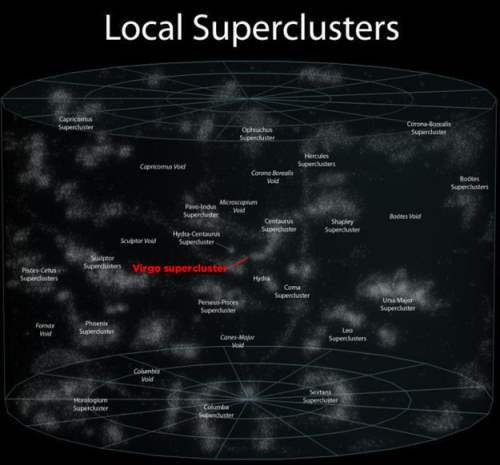 Local Superclusters
Capricornus
Supercluster
Ophiuchus
Supercluster
Corona-Borealis
Supercluster
Capricornus Void
Hercules
Superclusters
Corona Borealis
Void
Boötes
Superclusters
Pavo-Indus
Supercluster
Microscopium
Void
Centaurus
Supercluster
Shapley
Supercluster
Boötes Void
Sculptor Void
Hydra-Centaurus
Supercluster
Pisces-Cetus
Superclusters
Sculptor
Superclusters
Virgo supercluster
Hydra
Coma
Supercluster
Perseus-Pisces
Supercluster
Ursa Major
Supercluster
Fornax
Void
Phoenix
Supercluster
Canes-Major
Void
Leo
Superclusters
Columba
Void
Horologium
Supercluster
Columba
Supercluster
Sextans
Supercluster